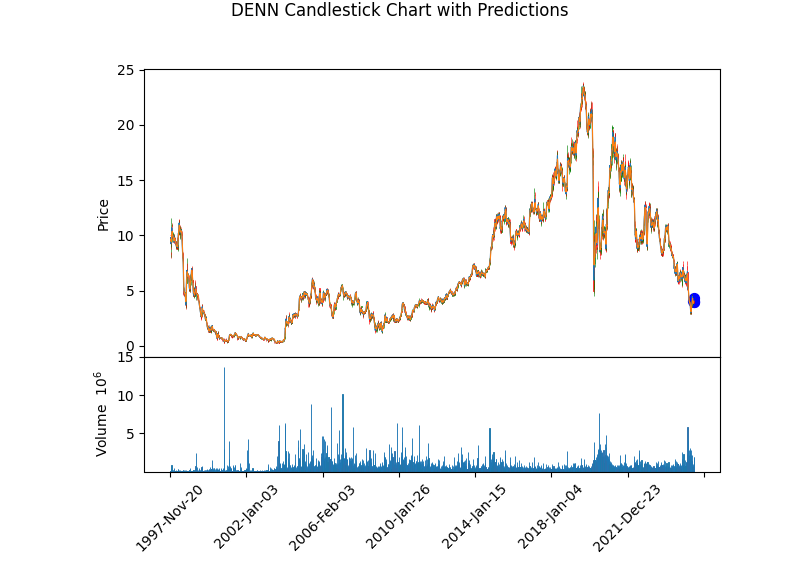 DENN Candlestick Chart with Predictions
25
20
15
10
5
0
Price
15
10
5
Volume 10^6
1997-Nov-20
2002-Jan-03
2006-Feb-03
2010-Jan-26
2014-Jan-15
2018-Jan-04
2021-Dec-23